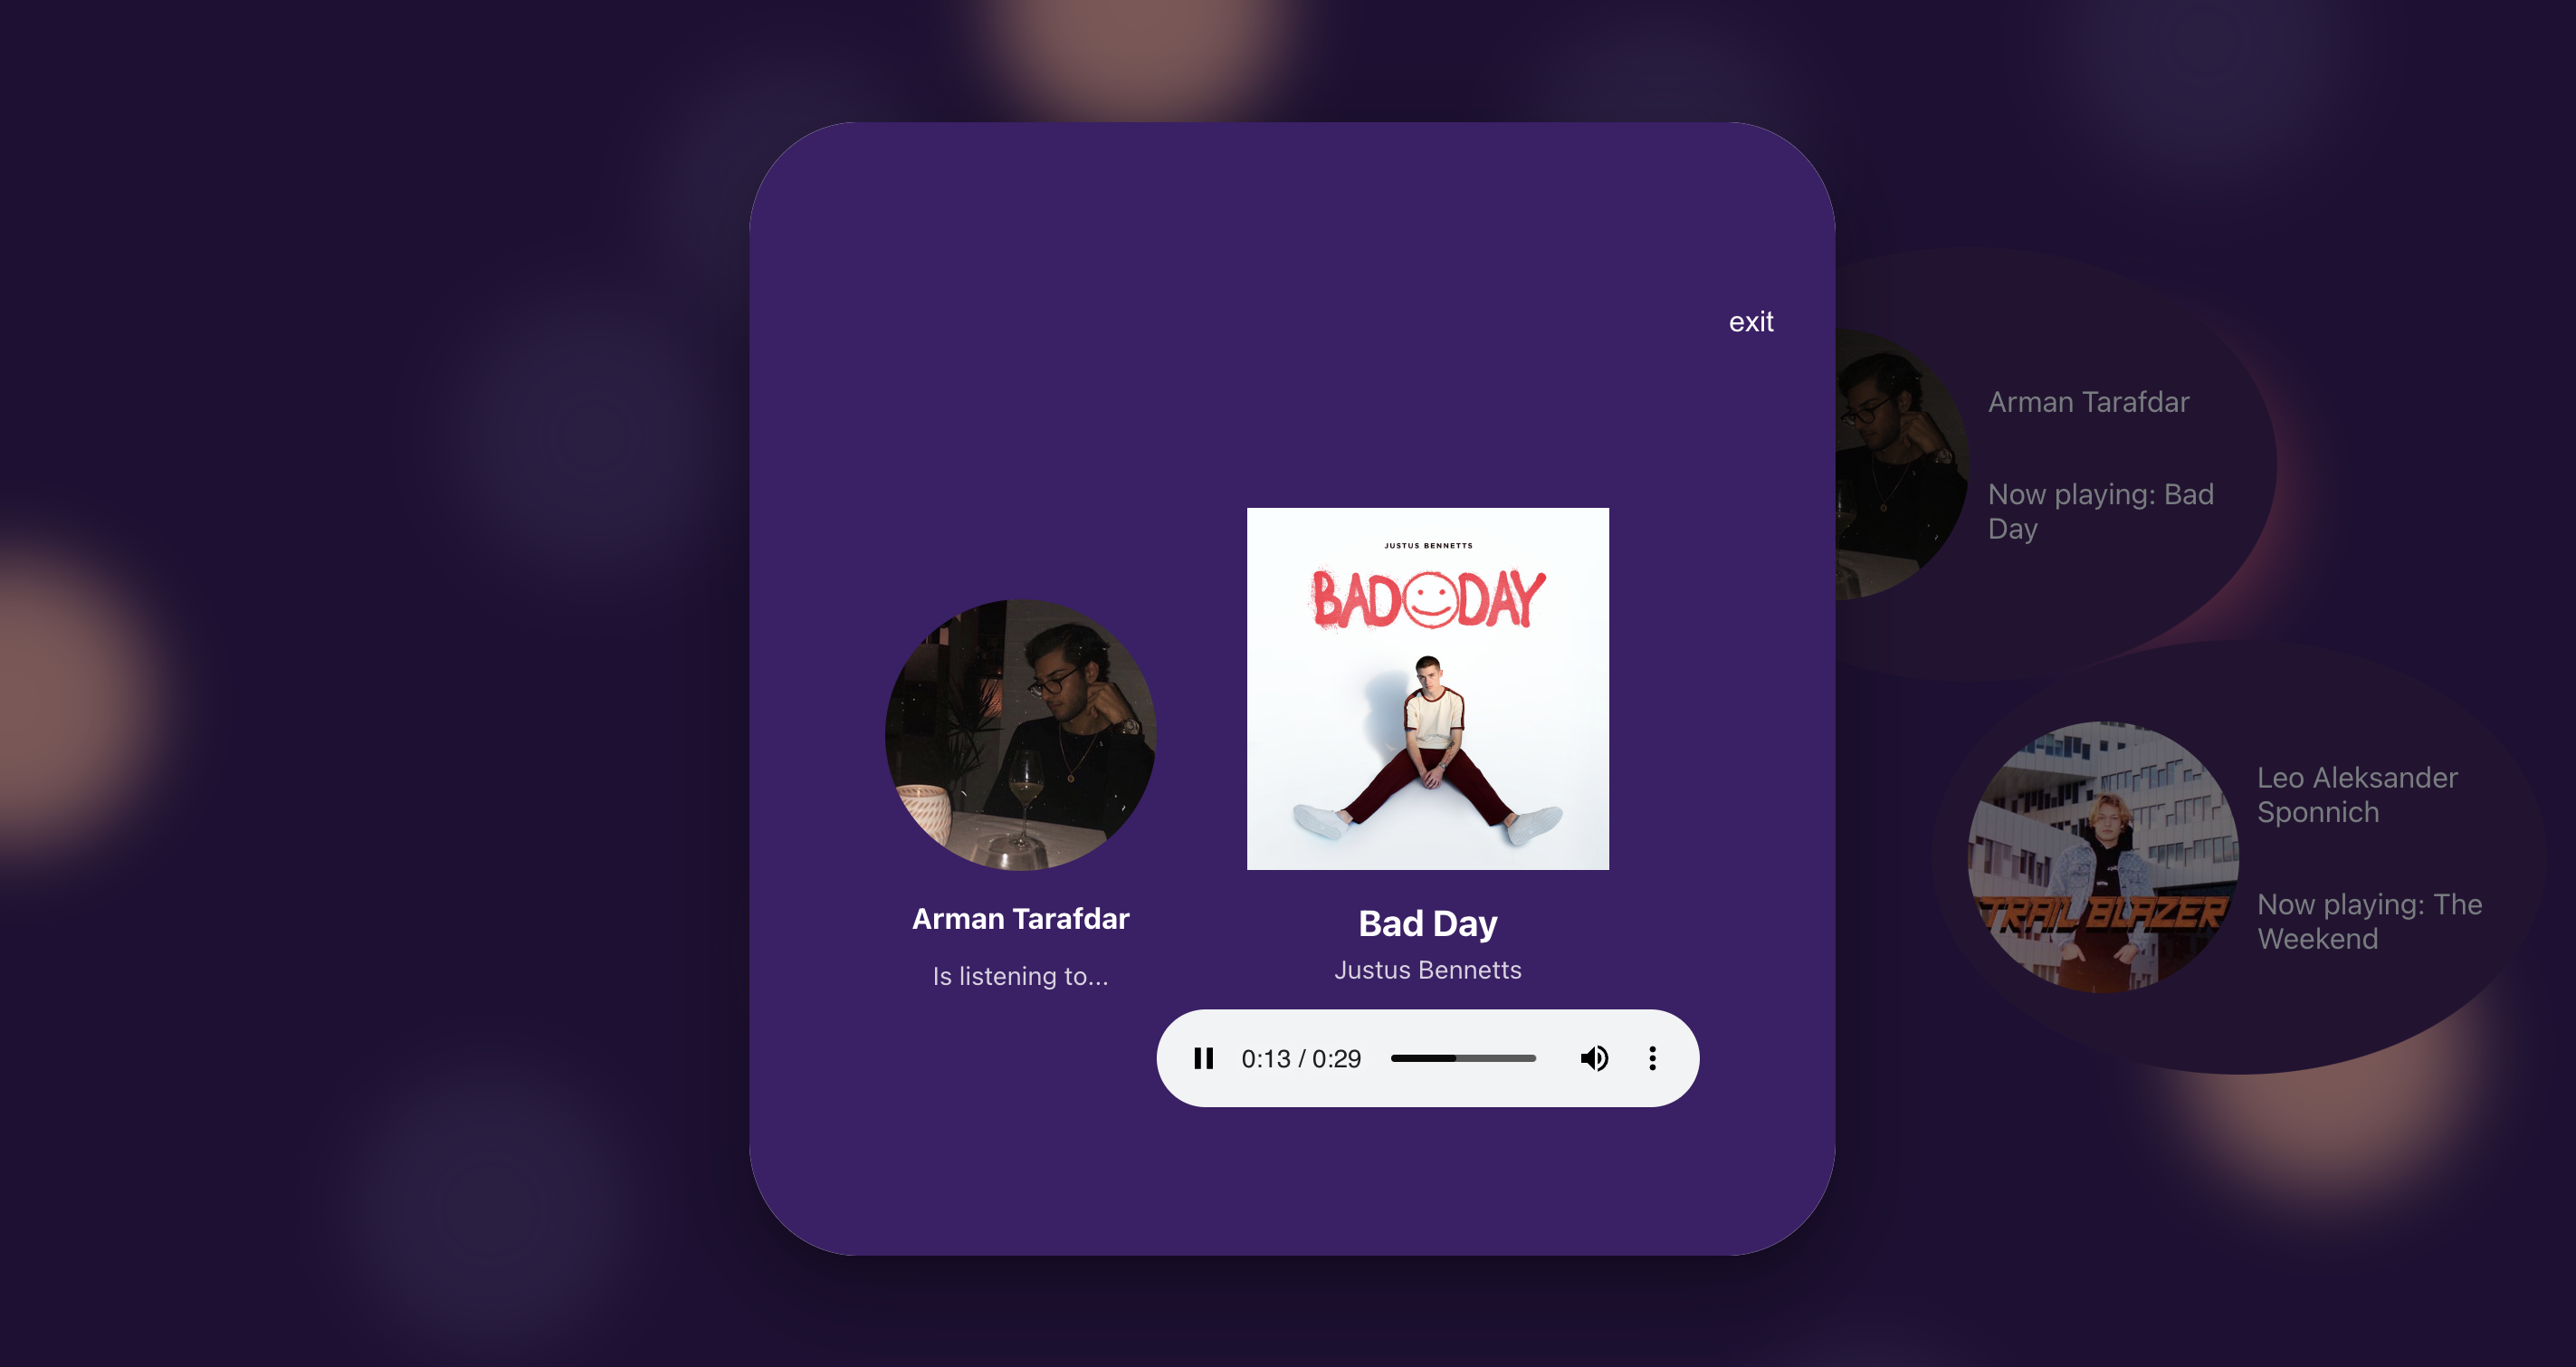 exit
JUSTUS BENNETTS
BAD DAY
Arman Tarafdar
Is listening to...
Bad Day
Justus Bennetts
0:13 / 0:29
Arman Tarafdar
Now playing: Bad
Day
TRAIL BLAZER
Leo Aleksander
Sponnich
Now playing: The
Weekend